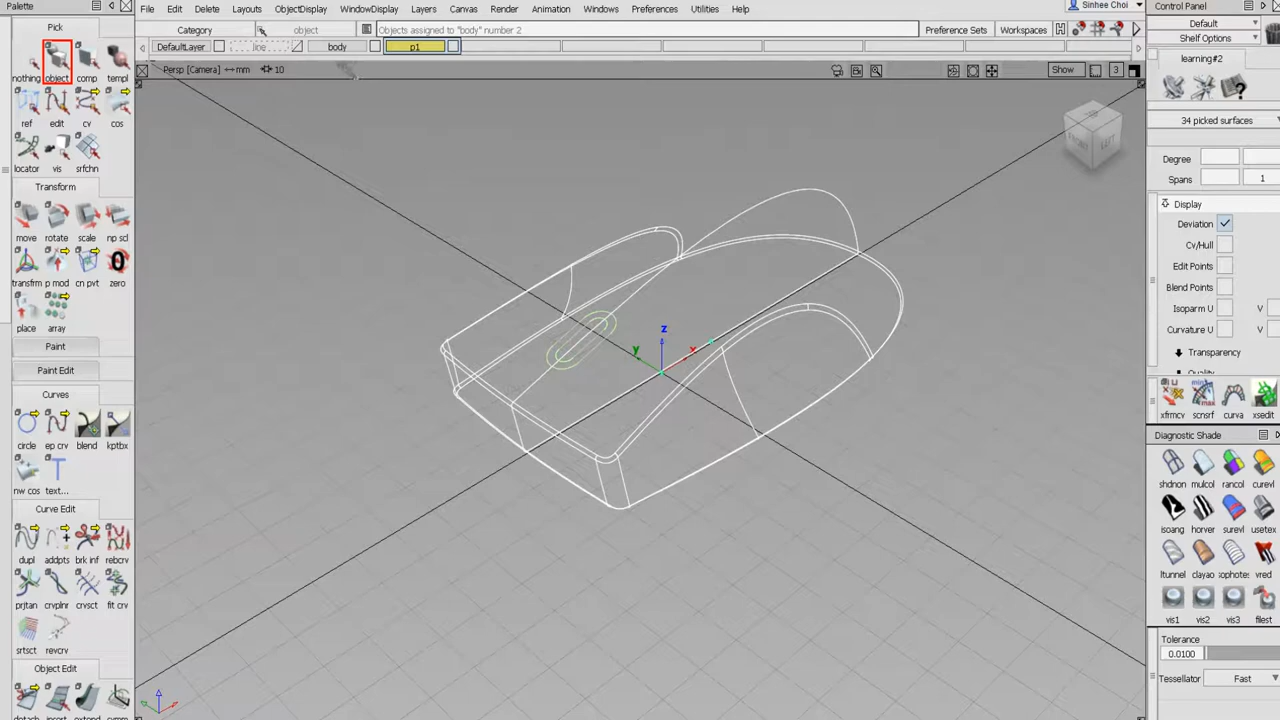 Palette
File Edit Delete Layouts ObjectDisplay WindowDisplay Layers Canvas Render Animation Windows Preferences Utilities Help
Sinhee Choi
Control Panel
Pick
Category
object
Objects assigned to "body" number 2
Preference Sets
Workspaces
Default
Shelf Options
DefaultLayer
line
body
p1
nothing object comp templ
Persp [Camera] mm 10
Show
3
learning#2
ref edit cv cos
34 picked surfaces
FRONT
LEFT
locator vis srfchn
Degree
Spans 1
Transform
Display
Deviation
move rotate scale np scl
Cv/Hull
Edit Points
transfm p mod cn pvt zero
Blend Points
Isoparm U V
place array
Curvature U V
Paint
Transparency
Paint Edit
Curves
xfrmcv scnsrf curva xsedit
circle ep crv blend kptbx
Diagnostic Shade
nw cos text...
shdnon mulcol rancol curevl
Curve Edit
isoang horver surevl
dupl addpts brk inf rebcrv
ltunnel clayao vred
prjtan crvplnr crvsct fit crv
vis1 vis2 vis3 filest
srtsct revcrv
Tolerance
0.0100
Object Edit
Tessellator Fast
z
y
x